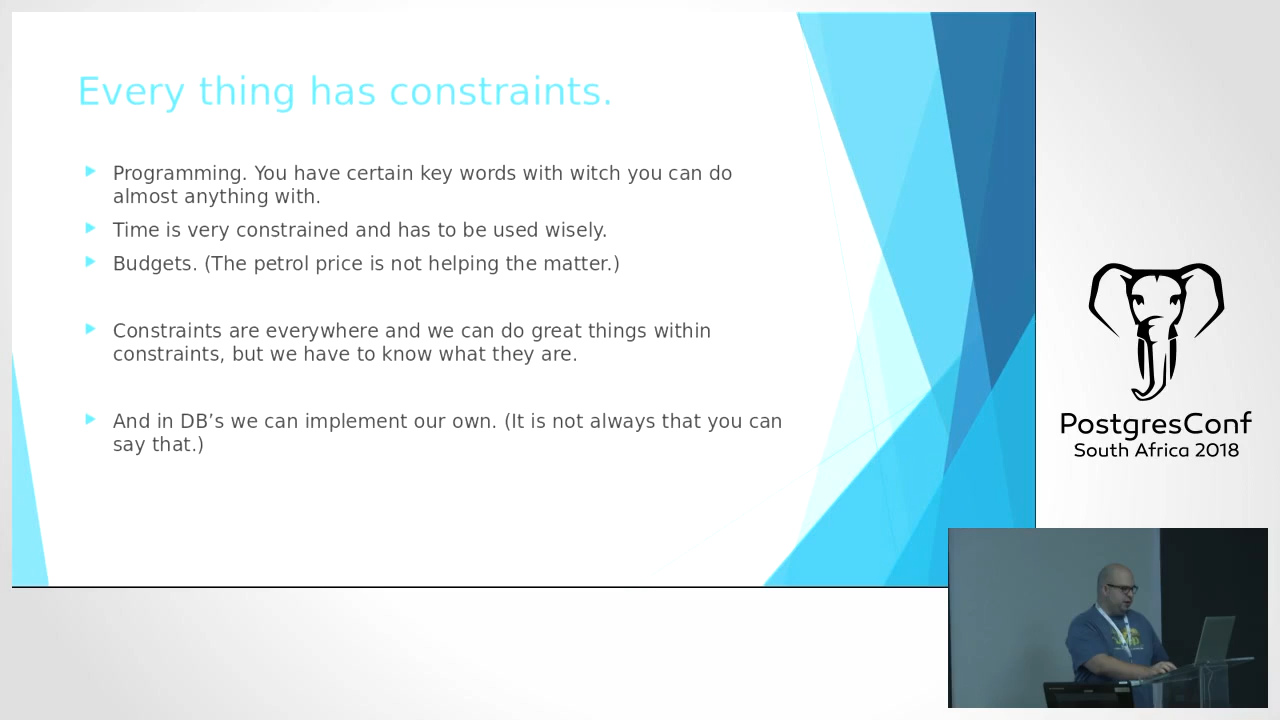 Every thing has constraints.
Programming. You have certain key words with witch you can do
almost anything with.
Time is very constrained and has to be used wisely.
Budgets. (The petrol price is not helping the matter.)
Constraints are everywhere and we can do great things within
constraints, but we have to know what they are.
And in DB’s we can implement our own. (It is not always that you can
say that.)
PostgresConf
South Africa 2018